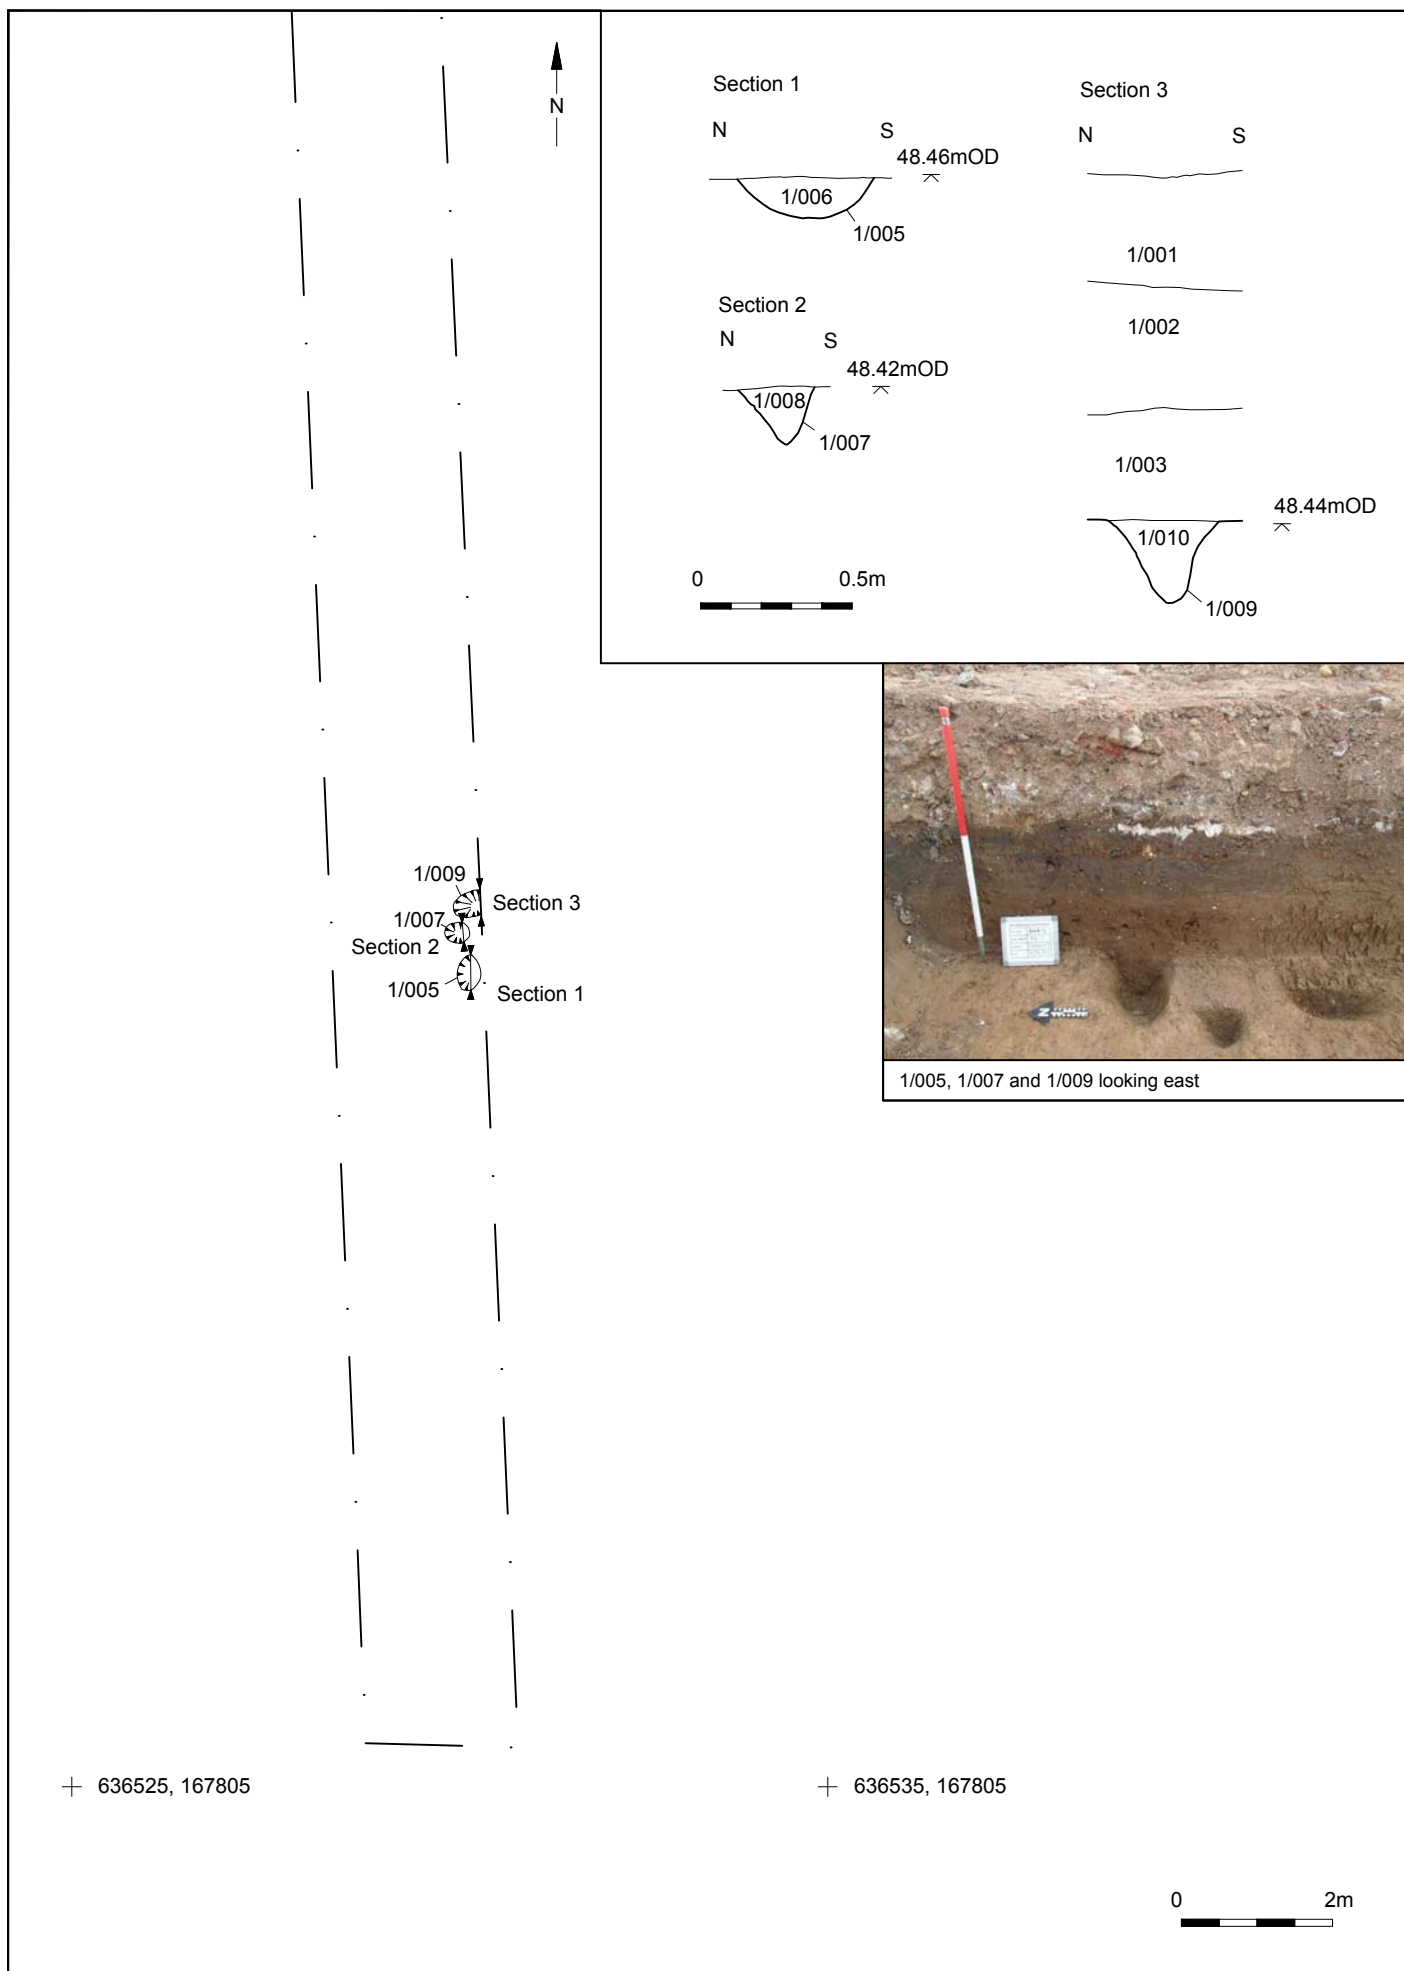 N
Section 1
N S
48.46mOD
1/006
1/005
Section 2
N S
48.42mOD
1/008
1/007
0 0.5m
Section 3
N S
1/001
1/002
1/003
48.44mOD
1/010
1/009
1/009
Section 3
1/007
Section 2
1/005
Section 1
N
1/005, 1/007 and 1/009 looking east
636525, 167805
636535, 167805
0 2m